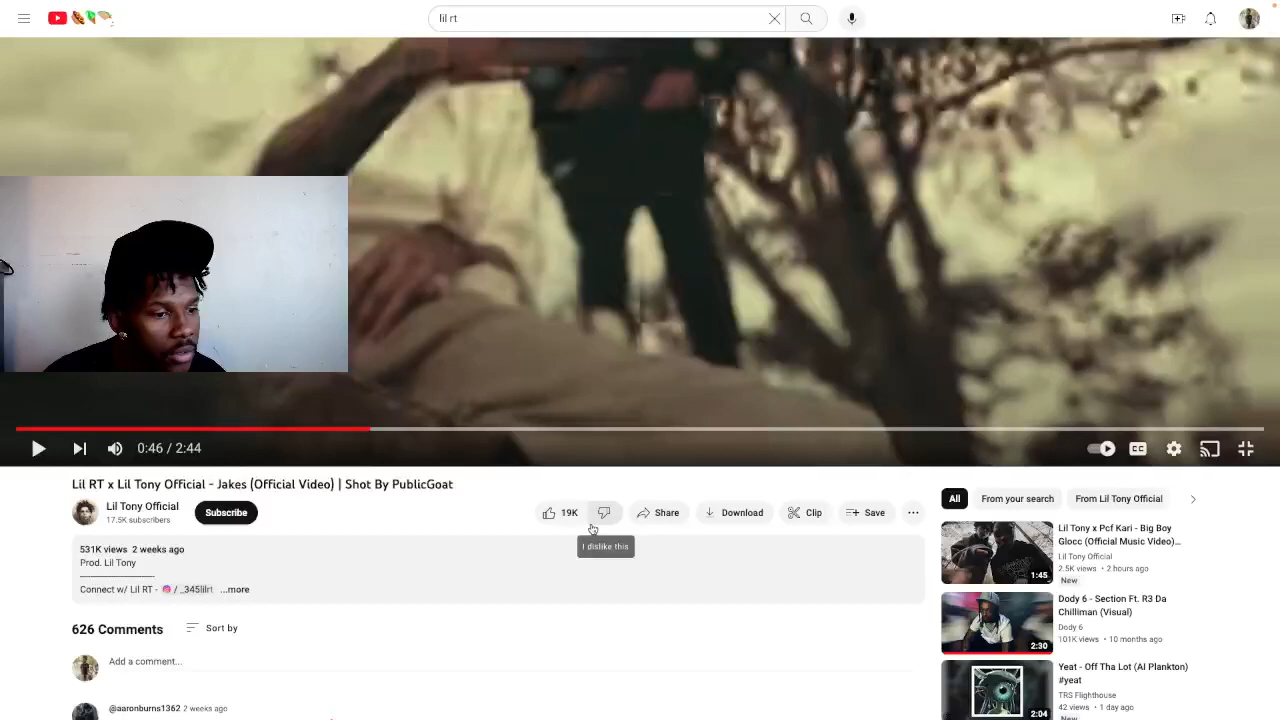 lil rt
0:46 / 2:44
CC
Lil RT x Lil Tony Official - Jakes (Official Video) | Shot By PublicGoat
Lil Tony Official
17.5K subscribers
Subscribe
19K
Share
Download
Clip
Save
I dislike this
531K views 2 weeks ago
Prod. Lil Tony
Connect w/ Lil RT - / _345lilrt ...more
626 Comments
Sort by
Add a comment...
@aaronburns1362 2 weeks ago
All
From your search
From Lil Tony Official
Lil Tony x Pcf Kari - Big Boy
Glocc (Official Music Video)...
Lil Tony Official
2.5K views • 2 hours ago
New
1:45
Dody 6 - Section Ft. R3 Da
Chilliman (Visual)
Dody 6
101K views • 10 months ago
2:30
Yeat - Off Tha Lot (AI Plankton)
#yeat
TRS Flighthouse
42 views • 1 day ago
New
2:04